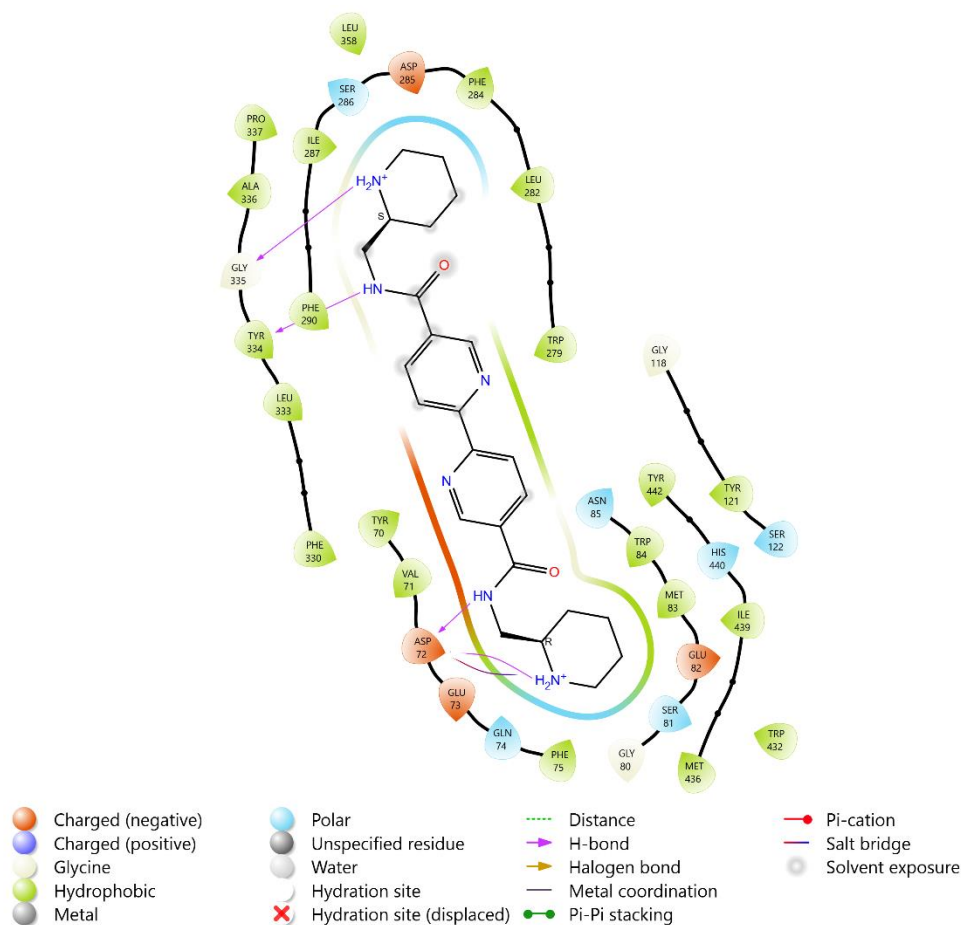 LEU
358
ASP
285
PHE
284
SER
286
PRO
337
ILE
287
ALA
336
LEU
282
H₂N⁺
S
GLY
335
O
HN
PHE
290
TYR
334
TRP
279
GLY
118
N
LEU
333
N
TYR
442
TYR
121
ASN
85
SER
122
TYR
70
TRP
84
HIS
440
PHE
330
VAL
71
O
MET
83
ILE
439
HN
ASP
72
R
GLU
82
H₂N⁺
GLU
73
SER
81
GLN
74
TRP
432
PHE
75
GLY
80
MET
436
Charged (negative)
Charged (positive)
Glycine
Hydrophobic
Metal
Polar
Unspecified residue
Water
Hydration site
Hydration site (displaced)
Distance
H-bond
Halogen bond
Metal coordination
Pi-Pi stacking
Pi-cation
Salt bridge
Solvent exposure